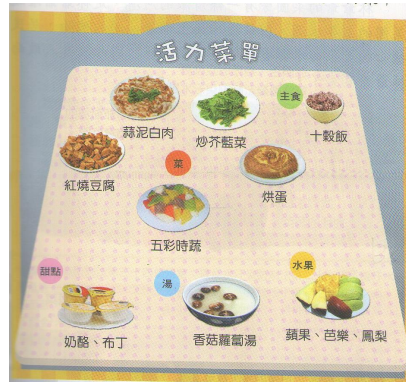 活力菜單
蒜泥白肉
炒芥藍菜
主食
十穀飯
紅燒豆腐
菜
烘蛋
五彩時蔬
甜點
奶酪、布丁
湯
香菇蘿蔔湯
水果
蘋果、芭樂、鳳梨